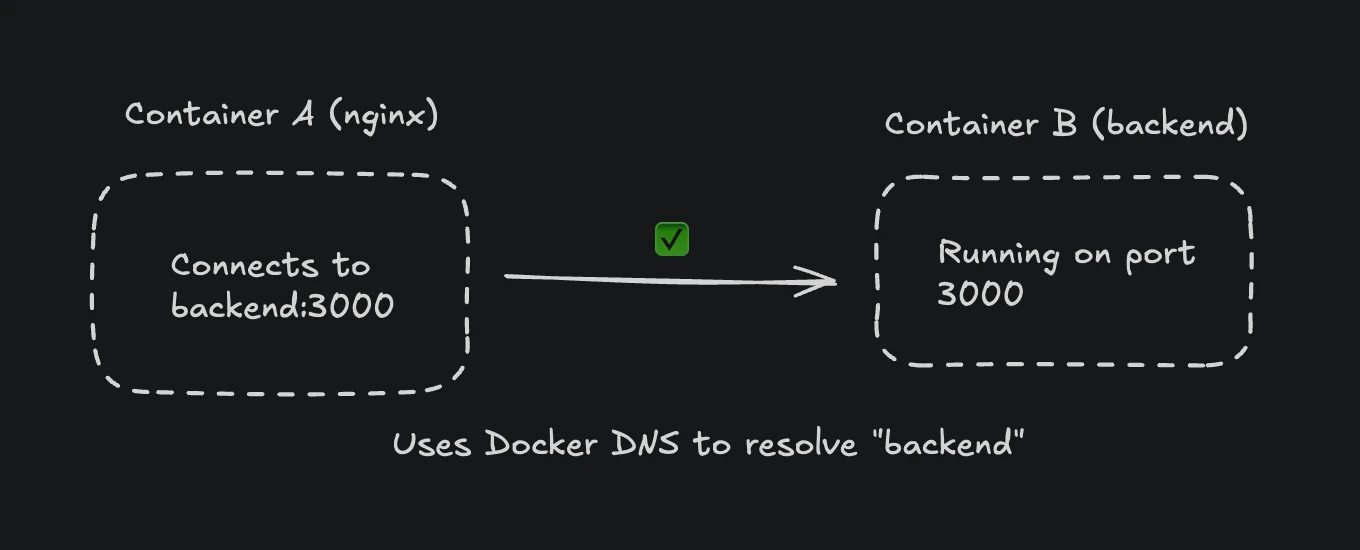 Container A (nginx)
Container B (backend)
Connects to
backend:3000
Running on port
3000
Uses Docker DNS to resolve "backend"